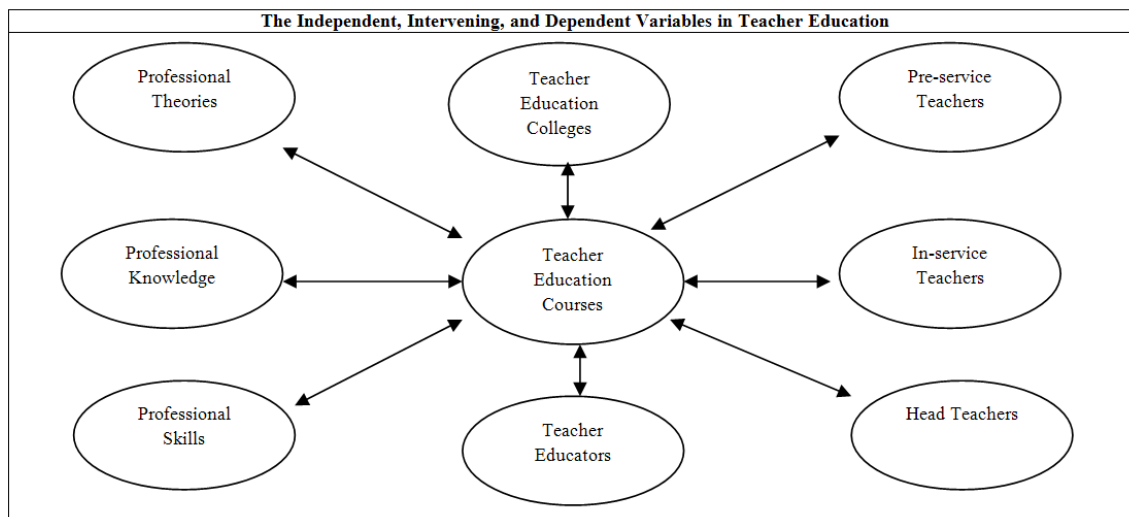 The Independent, Intervening, and Dependent Variables in Teacher Education
Professional
Theories
Teacher
Education
Colleges
Pre-service
Teachers
Professional
Knowledge
Teacher
Education
Courses
In-service
Teachers
Professional
Skills
Teacher
Educators
Head Teachers